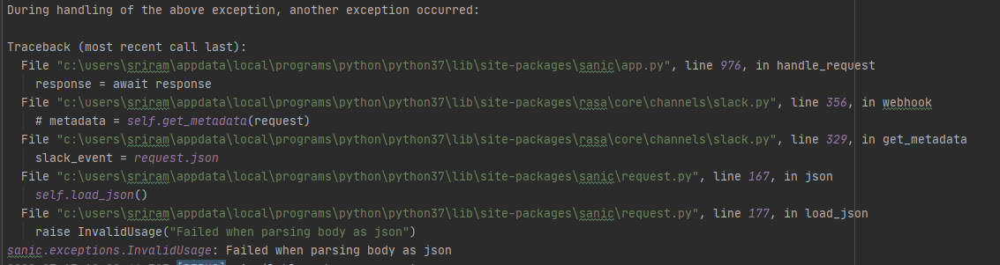 During handling of the above exception, another exception occurred:
Traceback (most recent call last):
File "c:\users\sriram\appdata\local\programs\python\python37\lib\site-packages\sanic\app.py", line 976, in handle_request
response = await response
File "c:\users\sriram\appdata\local\programs\python\python37\lib\site-packages\rasa\core\channels\slack.py", line 356, in webhook
# metadata = self.get_metadata(request)
File "c:\users\sriram\appdata\local\programs\python\python37\lib\site-packages\rasa\core\channels\slack.py", line 329, in get_metadata
slack_event = request.json
File "c:\users\sriram\appdata\local\programs\python\python37\lib\site-packages\sanic\request.py", line 167, in json
self.load_json()
File "c:\users\sriram\appdata\local\programs\python\python37\lib\site-packages\sanic\request.py", line 177, in load_json
raise InvalidUsage("Failed when parsing body as json")
sanic.exceptions.InvalidUsage: Failed when parsing body as json